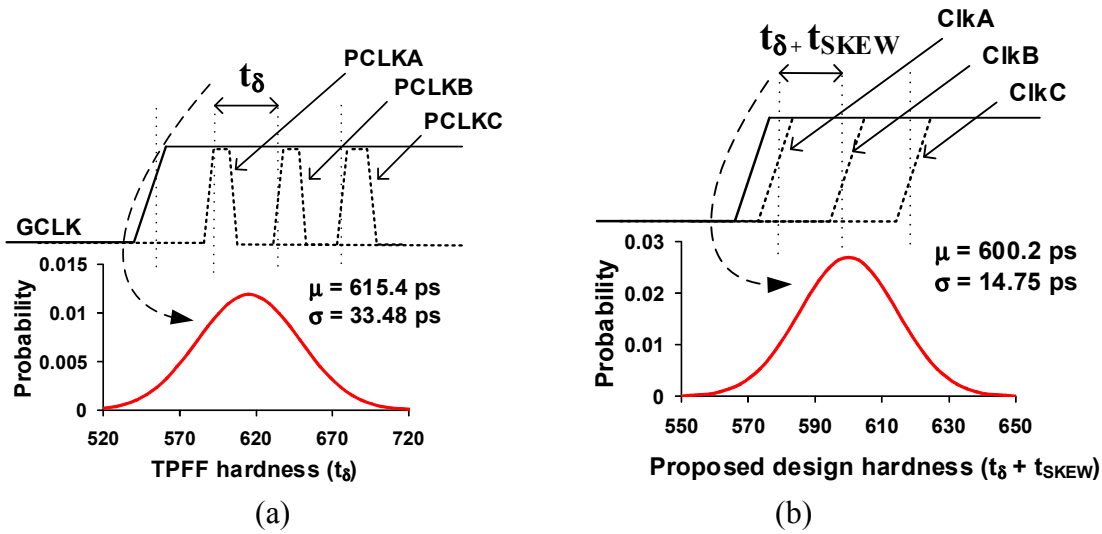 tδ
PCLKA
PCLKB
PCLKC
GCLK
0.015
0.01
0.005
0
Probability
μ = 615.4 ps
σ = 33.48 ps
520 570 620 670 720
TPFF hardness (tδ)
(a)
tδ + tSKEW
ClkA
ClkB
ClkC
0.03
0.02
0.01
0.00
Probability
μ = 600.2 ps
σ = 14.75 ps
550 570 590 610 630 650
Proposed design hardness (tδ + tSKEW)
(b)